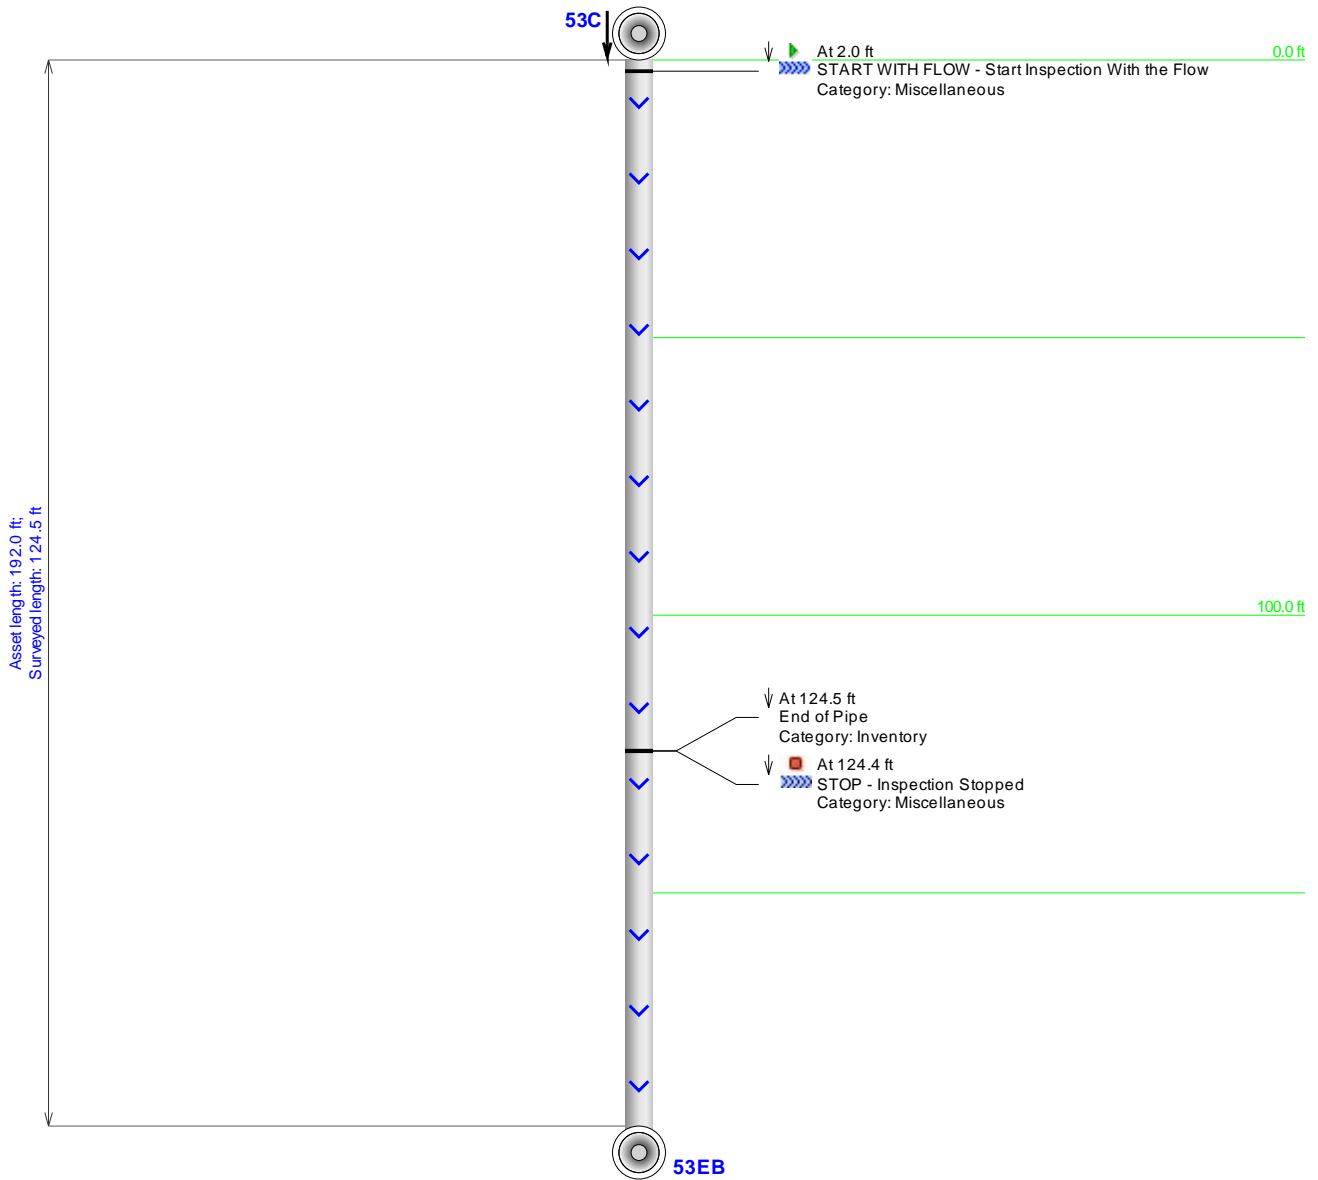 53C
At 2.0 ft
0.0 ft
START WITH FLOW - Start Inspection With the Flow
Category: Miscellaneous
Asset length: 192.0 ft;
Surveyed length: 124.5 ft
100.0 ft
At 124.5 ft
End of Pipe
Category: Inventory
At 124.4 ft
STOP - Inspection Stopped
Category: Miscellaneous
53EB